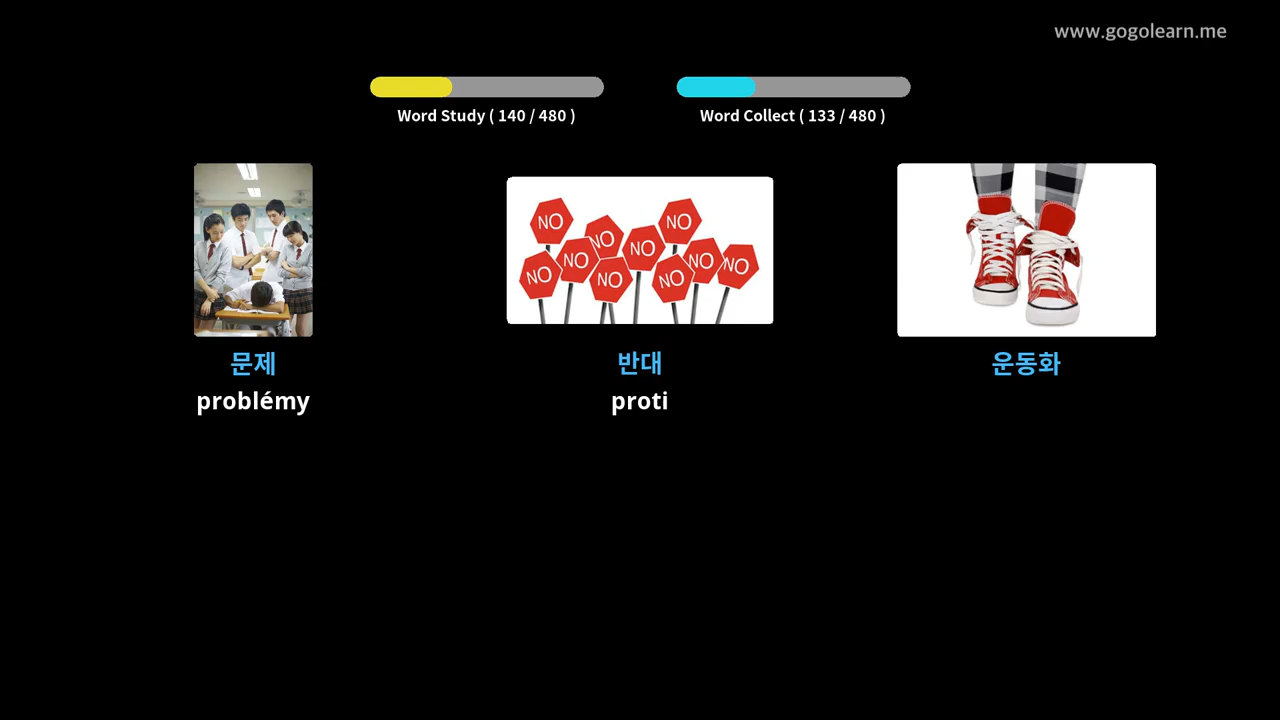 www.gogolearn.me
Word Study ( 140 / 480 )
Word Collect ( 133 / 480 )
NO
NO
NO
NO
NO
NO
NO
NO
NO
NO
문제
반대
운동화
problémy
proti